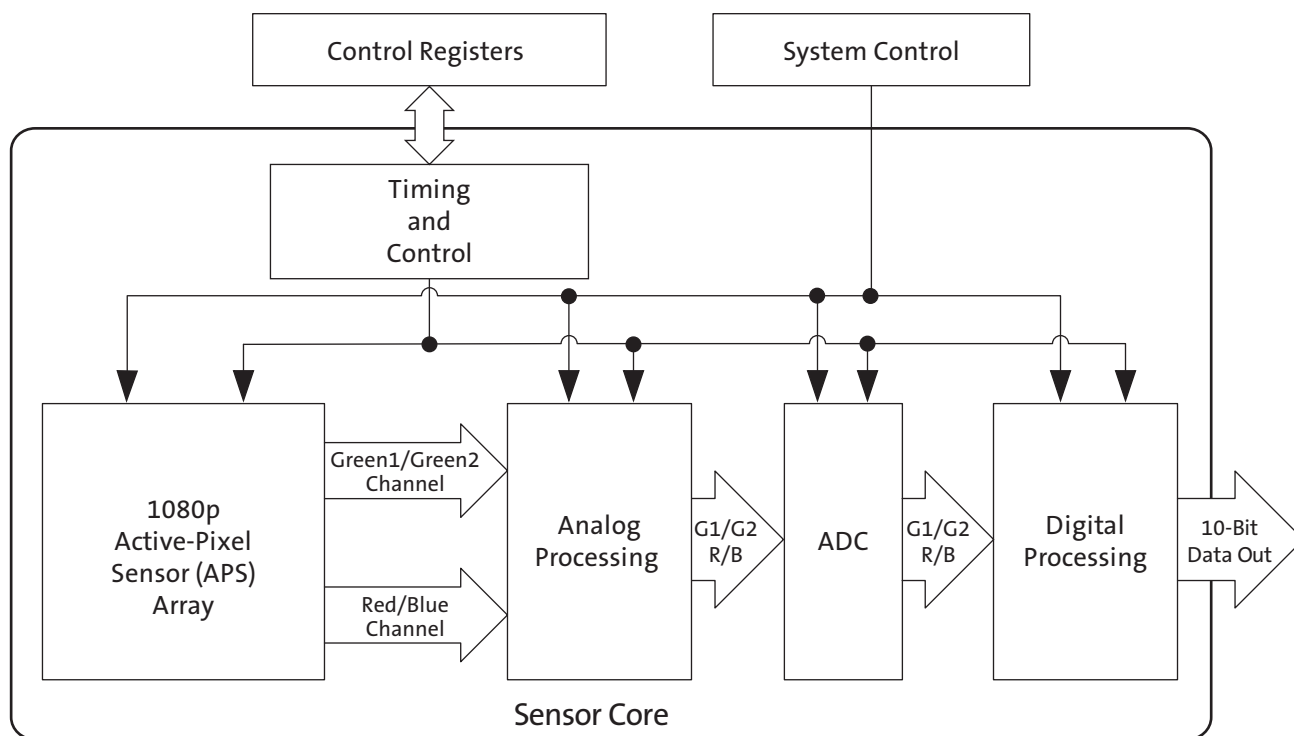 Control Registers
System Control
Timing
and
Control
1080p
Active-Pixel
Sensor (APS)
Array
Green1/Green2
Channel
Red/Blue
Channel
Analog
Processing
G1/G2
R/B
ADC
G1/G2
R/B
Digital
Processing
10-Bit
Data Out
Sensor Core